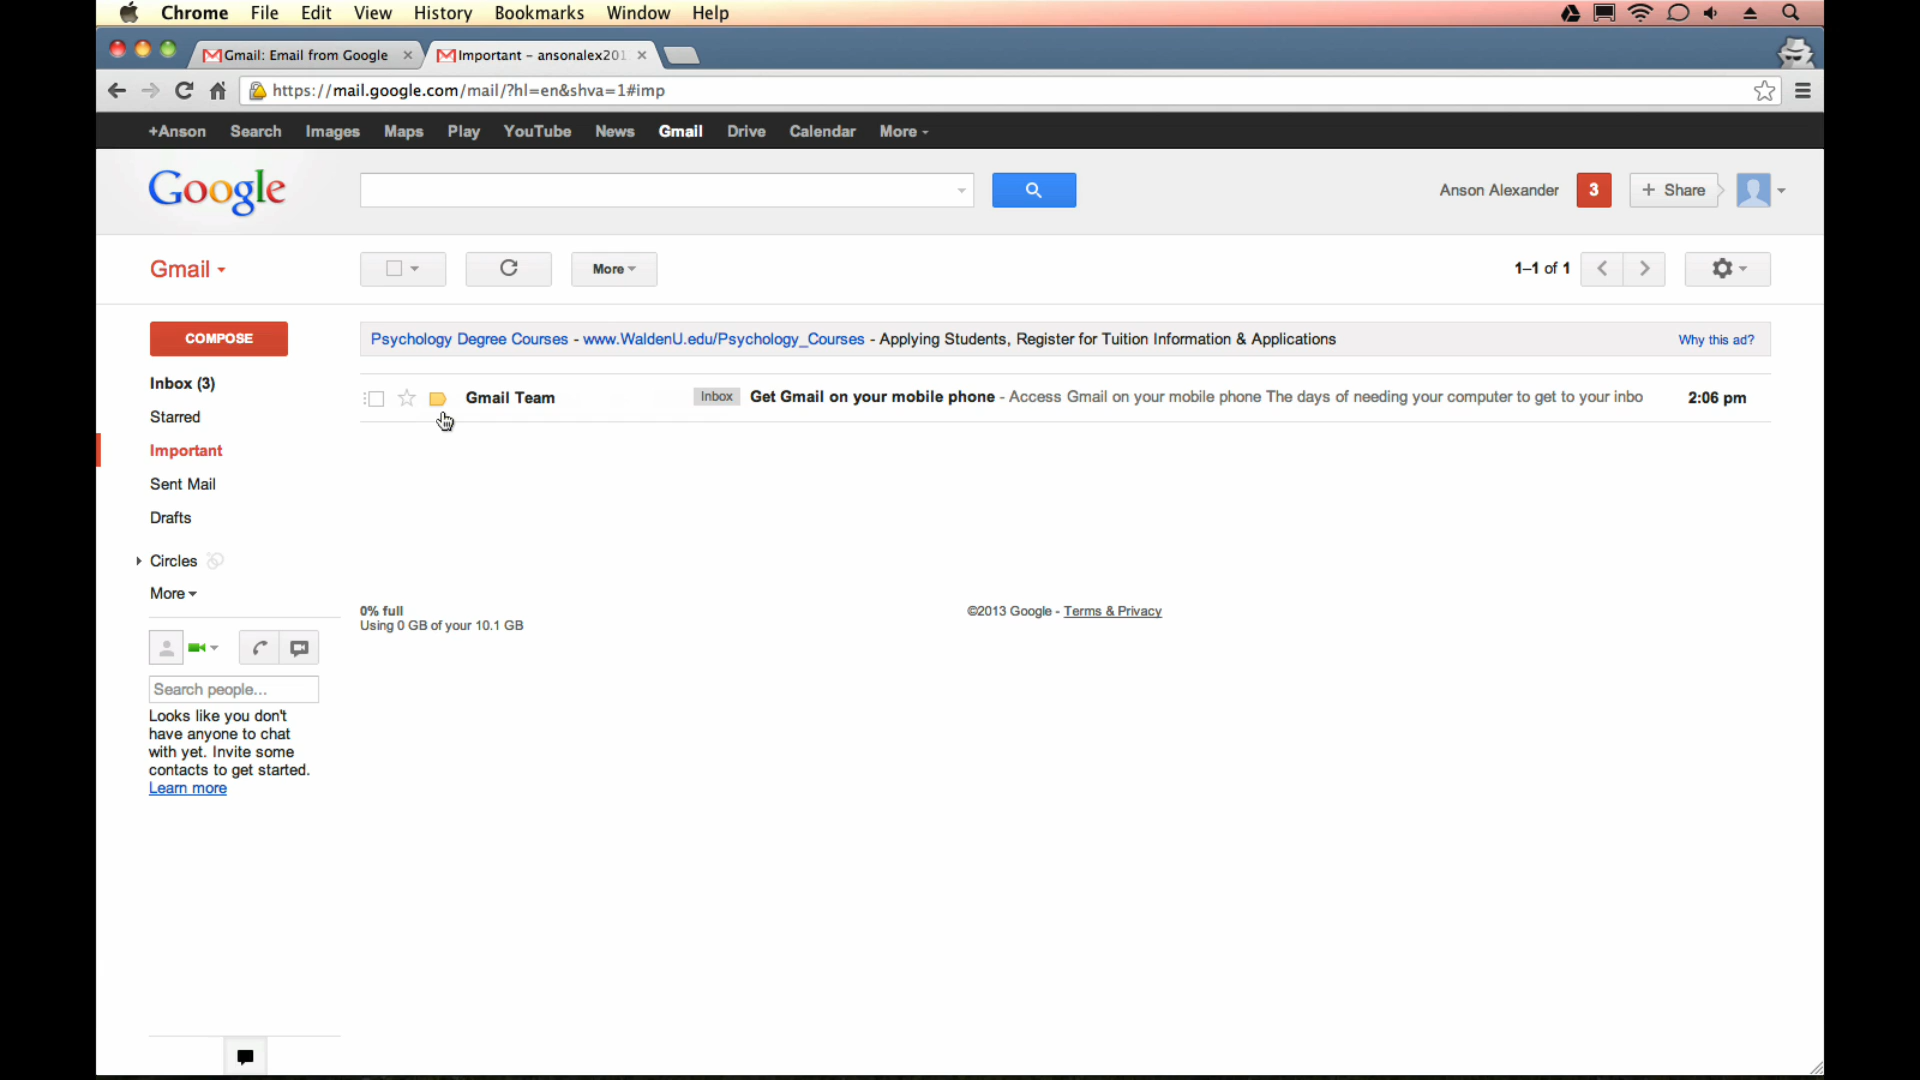 Chrome File Edit View History Bookmarks Window Help
Gmail: Email from Google
Important – ansonalex201
https://mail.google.com/mail/?hl=en&shva=1#imp
+Anson Search Images Maps Play YouTube News Gmail Drive Calendar More
Google
Anson Alexander 3 + Share
Gmail
More
1–1 of 1
COMPOSE
Psychology Degree Courses - www.WaldenU.edu/Psychology_Courses - Applying Students, Register for Tuition Information & Applications
Why this ad?
Inbox (3)
Gmail Team Inbox Get Gmail on your mobile phone - Access Gmail on your mobile phone The days of needing your computer to get to your inbo 2:06 pm
Starred
Important
Sent Mail
Drafts
Circles
More
0% full
Using 0 GB of your 10.1 GB
©2013 Google - Terms & Privacy
Search people...
Looks like you don't
have anyone to chat
with yet. Invite some
contacts to get started.
Learn more